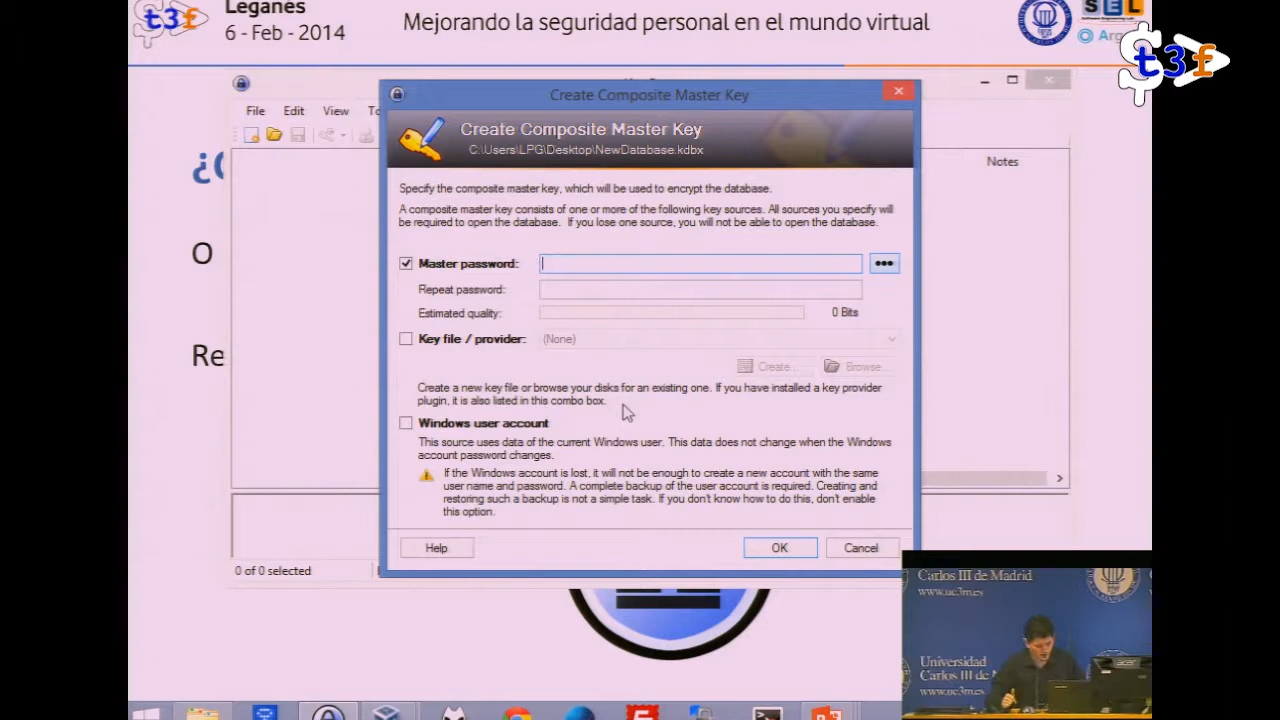 t3f
Leganés
6 - Feb - 2014
Mejorando la seguridad personal en el mundo virtual
SEL
t3f
Create Composite Master Key
File Edit View
Create Composite Master Key
C:\Users\LPG\Desktop\NewDatabase.kdbx
Notes
Specify the composite master key, which will be used to encrypt the database.
A composite master key consists of one or more of the following key sources. All sources you specify will
be required to open the database. If you lose one source, you will not be able to open the database.
O
Master password:
Repeat password:
Estimated quality:
0 Bits
Key file / provider:
(None)
Re
Create...
Browse...
Create a new key file or browse your disks for an existing one. If you have installed a key provider
plugin, it is also listed in this combo box.
Windows user account
This source uses data of the current Windows user. This data does not change when the Windows
account password changes.
If the Windows account is lost, it will not be enough to create a new account with the same
user name and password. A complete backup of the user account is required. Creating and
restoring such a backup is not a simple task. If you don't know how to do this, don't enable
this option.
Help
OK
Cancel
0 of 0 selected
Carlos III de Madrid
www.uc3m.es
Universidad
Carlos III de M
www.uc3m.es
acer